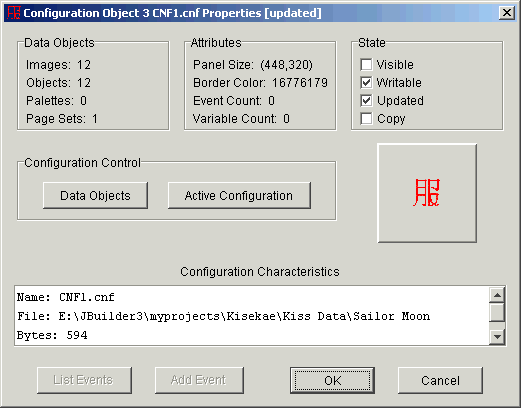 服 Configuration Object 3 CNF1.cnf Properties [updated]
Data Objects
Images: 12
Objects: 12
Palettes: 0
Page Sets: 1
Attributes
Panel Size: (448,320)
Border Color: 16776179
Event Count: 0
Variable Count: 0
State
Visible
Writable
Updated
Copy
Configuration Control
Data Objects
Active Configuration
服
Configuration Characteristics
Name: CNF1.cnf
File: E:\JBuilder3\myprojects\Kisekae\Kiss Data\Sailor Moon
Bytes: 594
List Events
Add Event
OK
Cancel